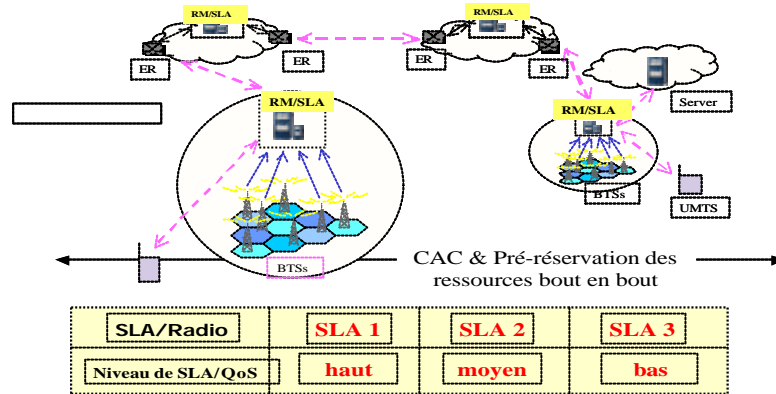 RM/SLA
RM/SLA
ER
ER
ER
ER
RM/SLA
RM/SLA
Server
BTSs
UMTS
BTSs
CAC & Pré-réservation des
ressources bout en bout
SLA/Radio SLA 1 SLA 2 SLA 3
Niveau de SLA/QoS haut moyen bas